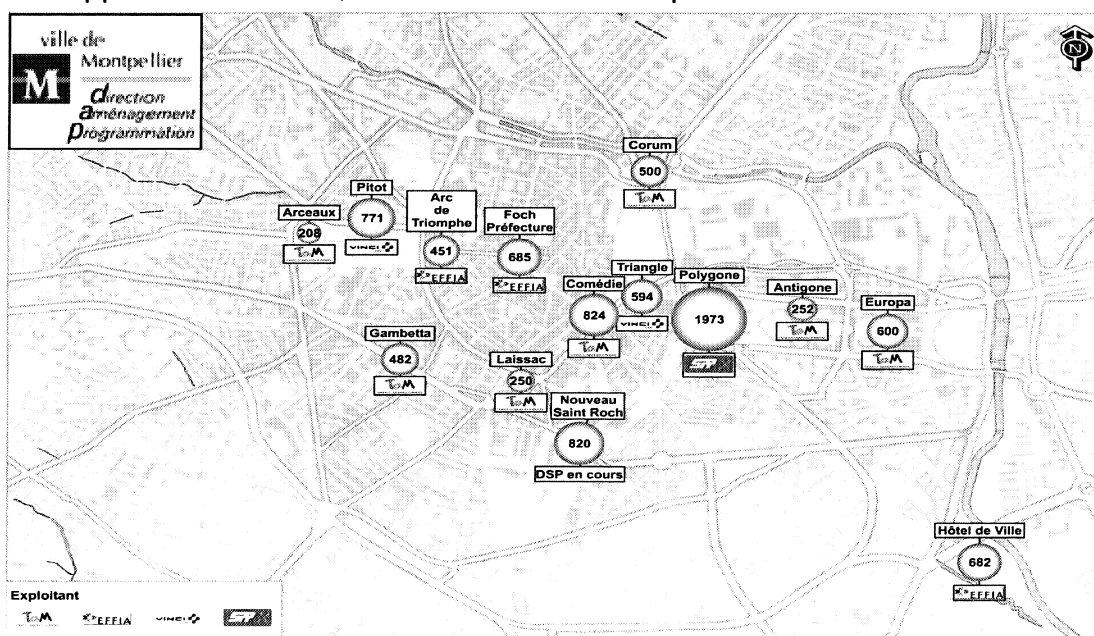 ville de
Montpellier
M
direction
aménagement
programmation
N
Corum
500
TaM
Pitot
771
VINCI
Arceaux
208
TaM
Arc
de
Triomphe
451
EFFIA
Foch
Préfecture
685
EFFIA
Triangle
594
VINCI
Comédie
824
TaM
Polygone
1973
Antigone
252
TaM
Europa
600
TaM
Gambetta
482
TaM
Laissac
250
TaM
Nouveau
Saint Roch
820
DSP en cours
Hôtel de Ville
682
EFFIA
Exploitant
TaM EFFIA VINCI